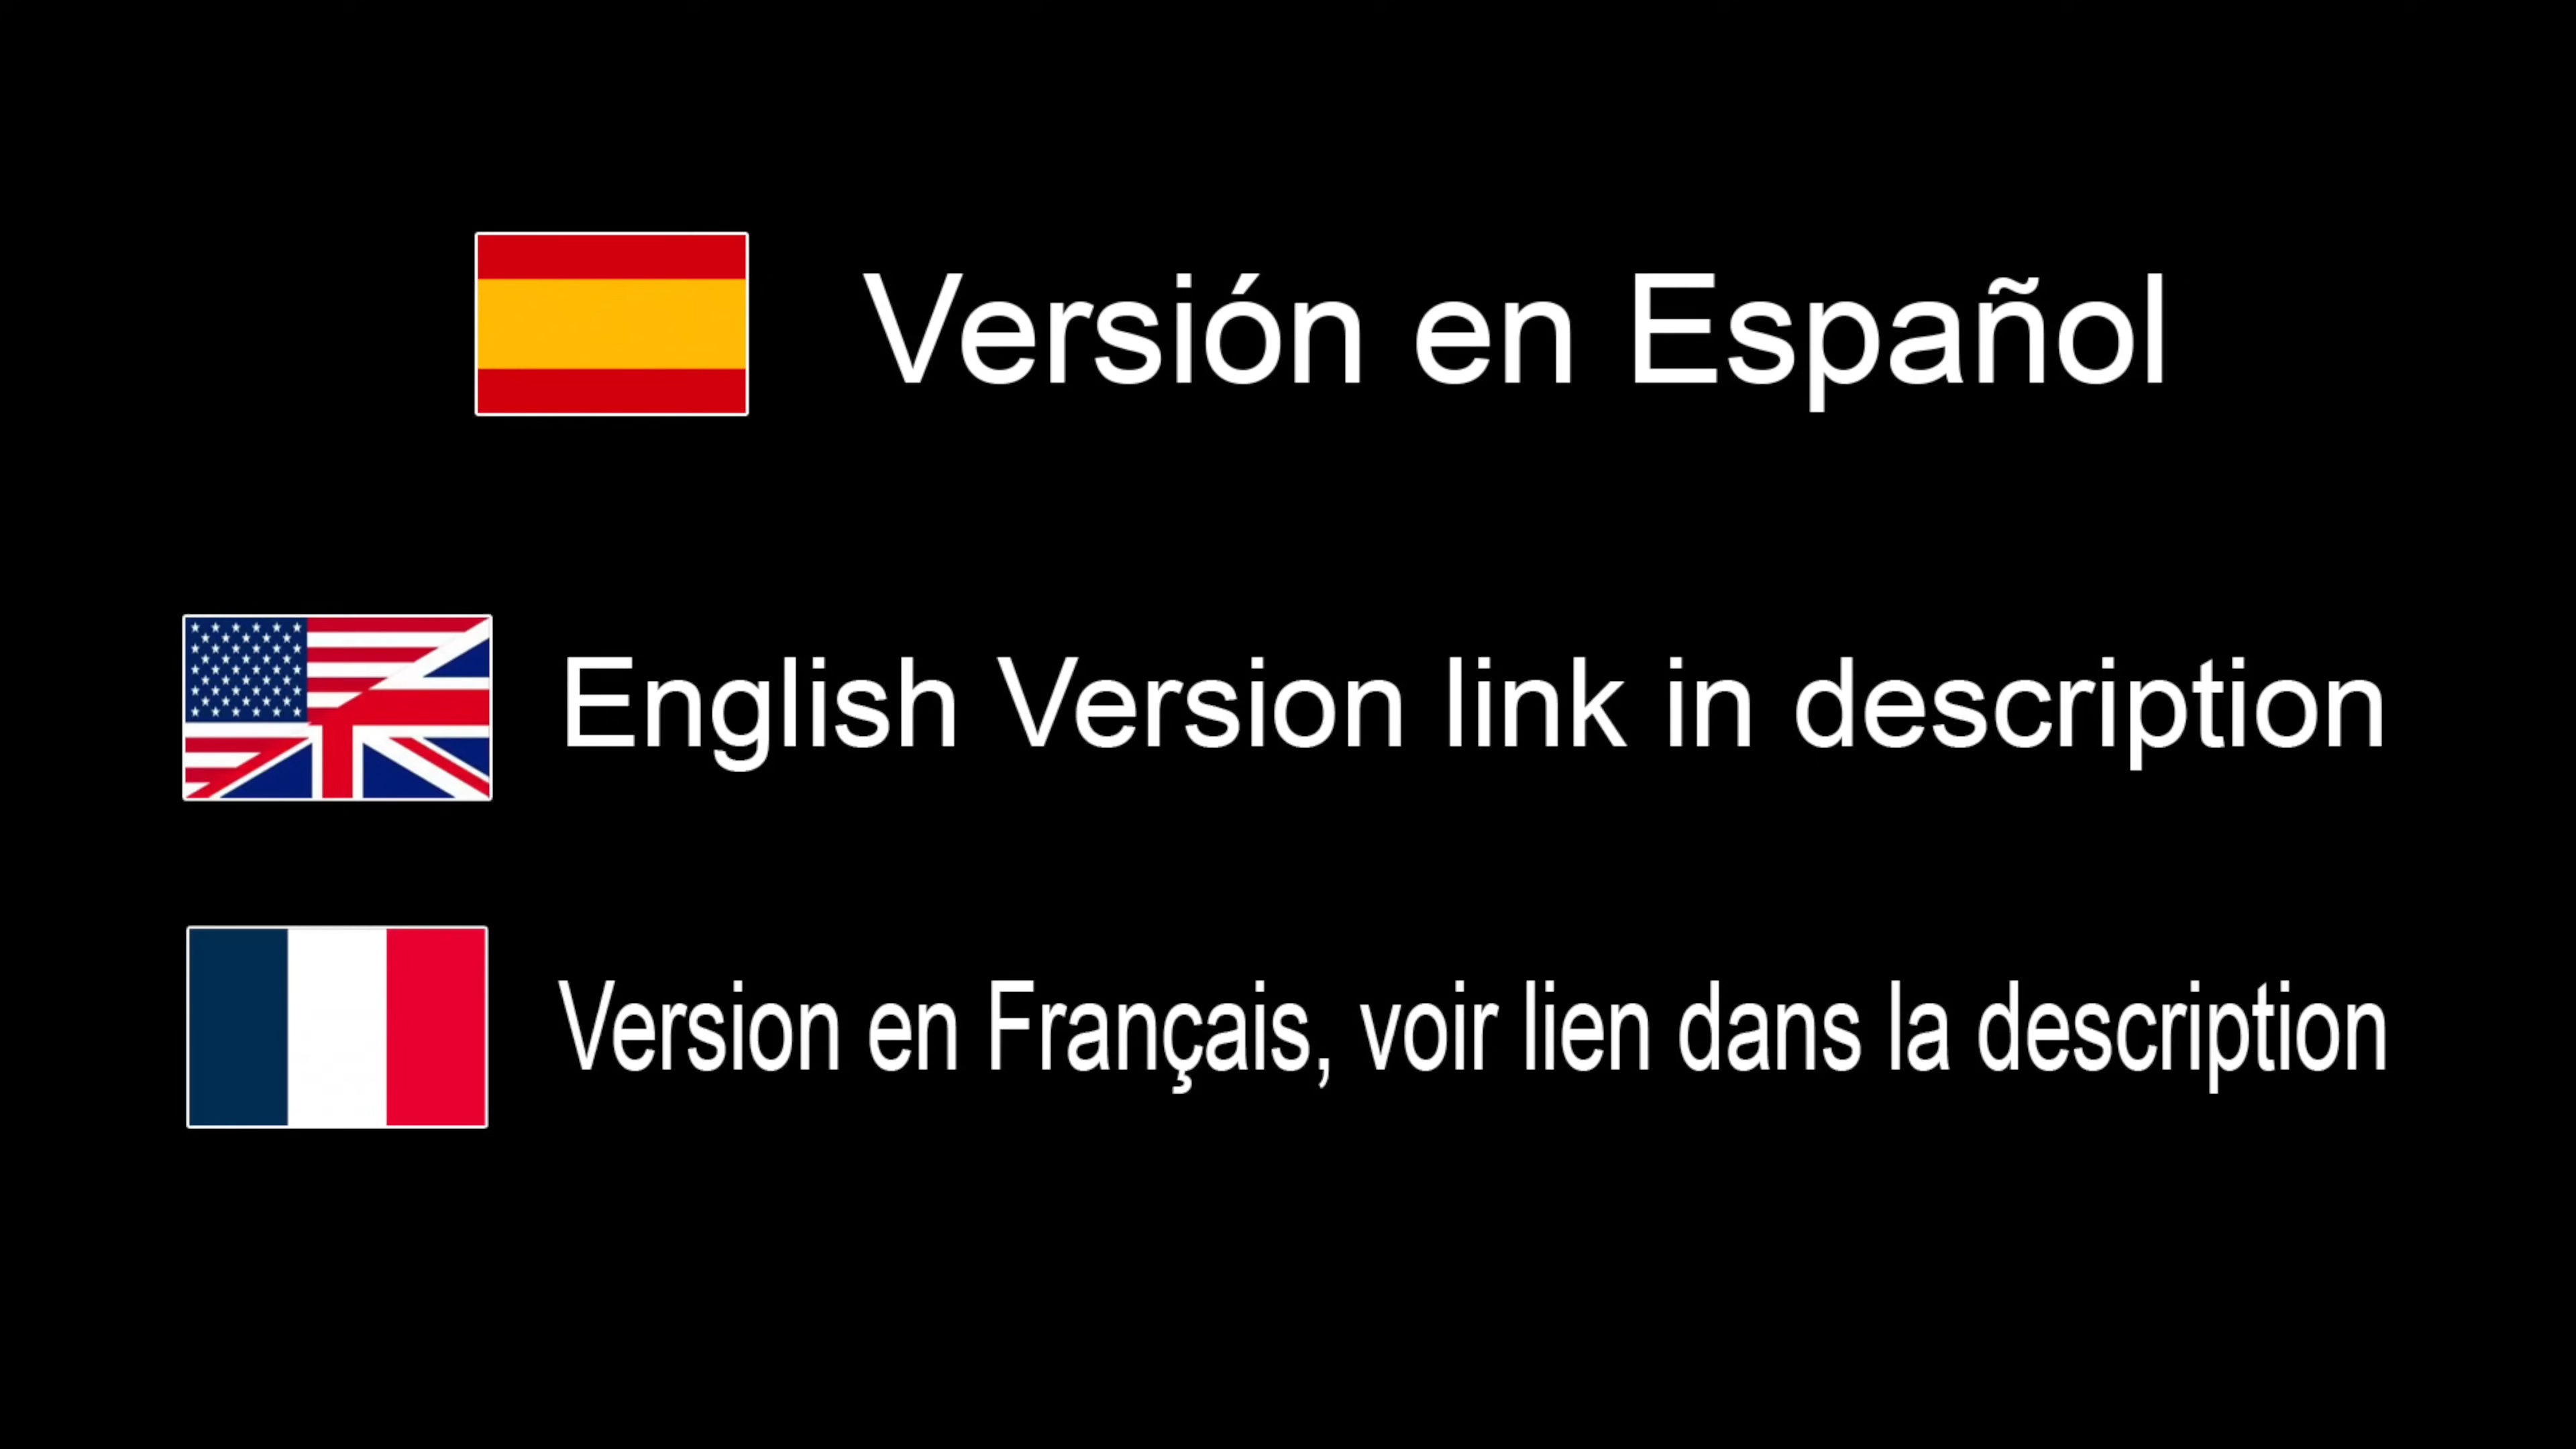 Versión en Español
English Version link in description
Version en Français, voir lien dans la description